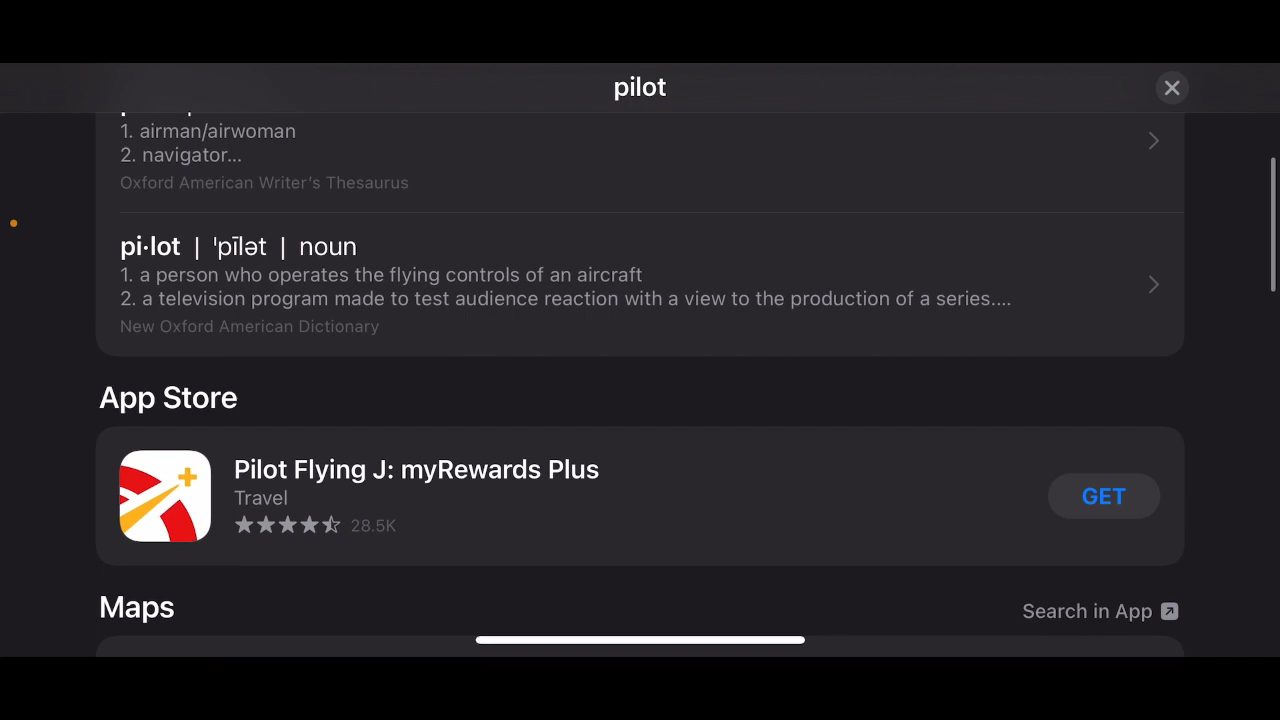 pilot
1. airman/airwoman
2. navigator...
Oxford American Writer's Thesaurus
pi·lot | ˈpīlət | noun
1. a person who operates the flying controls of an aircraft
2. a television program made to test audience reaction with a view to the production of a series....
New Oxford American Dictionary
App Store
Pilot Flying J: myRewards Plus
Travel
28.5K
GET
Maps
Search in App